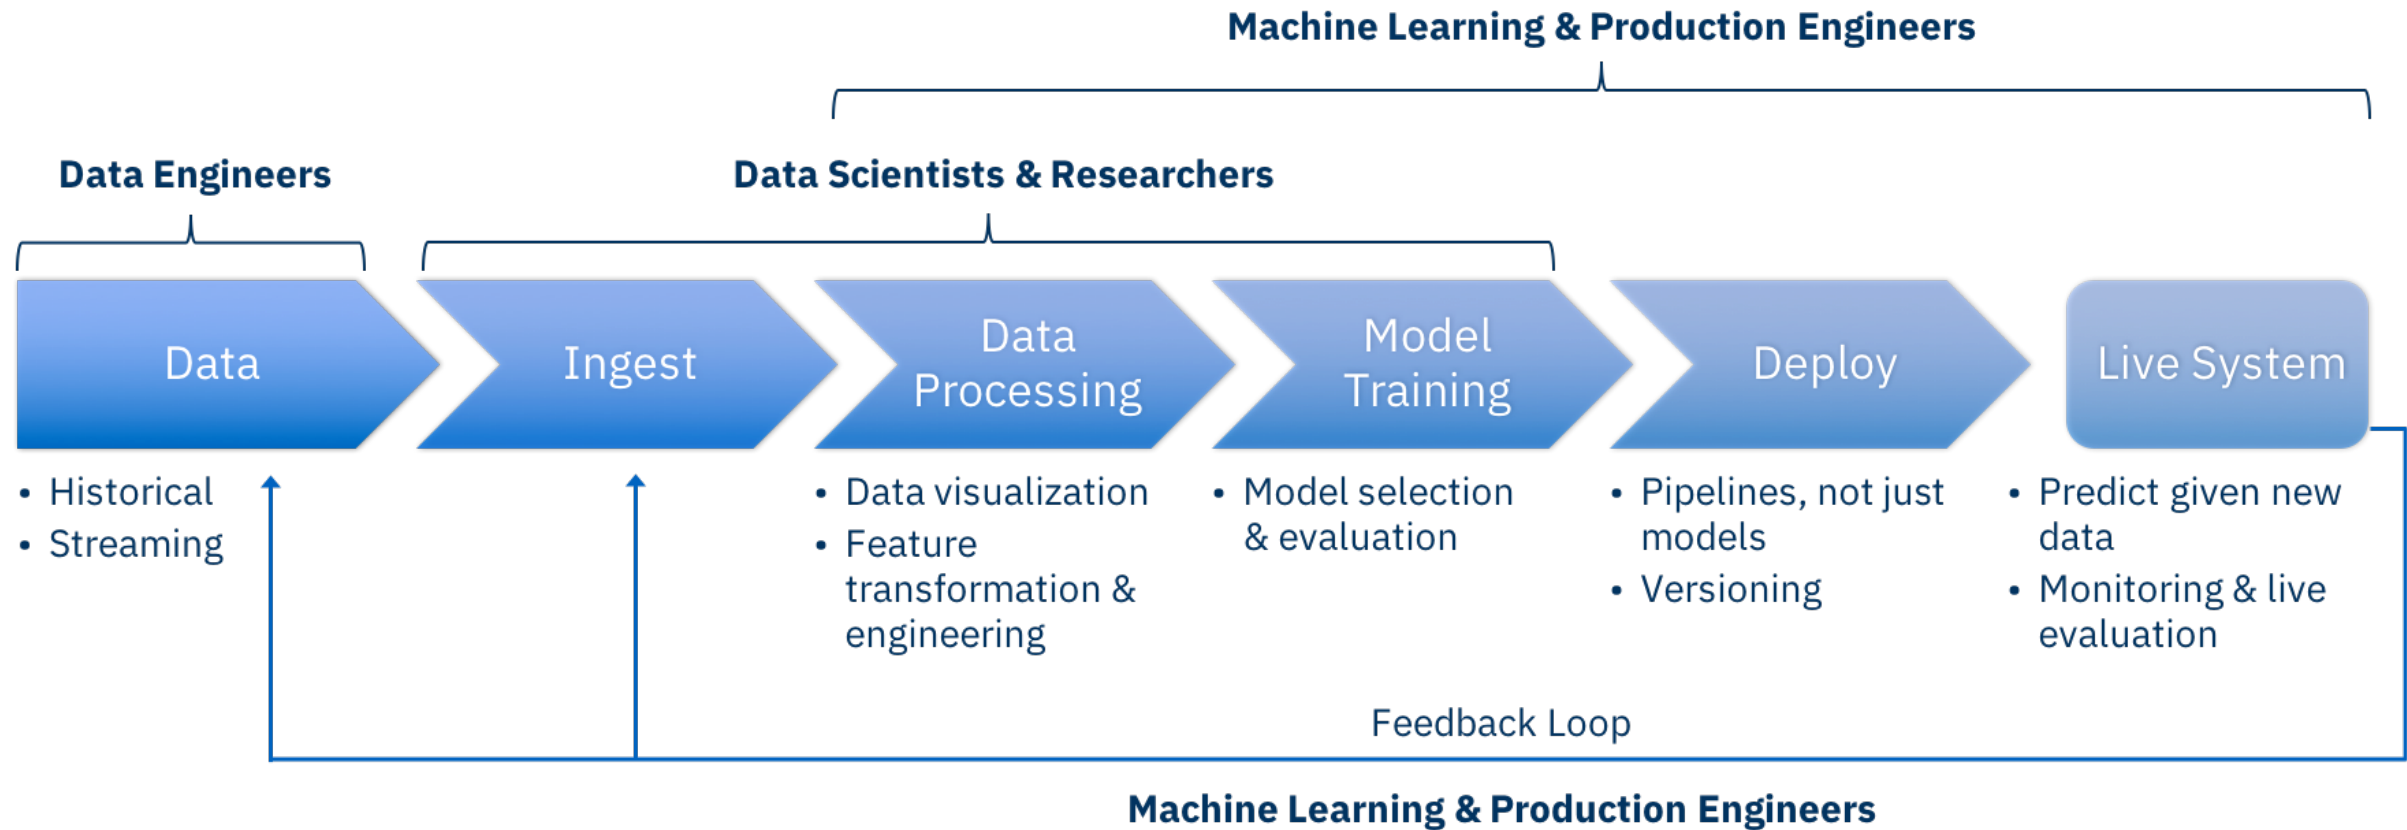 Machine Learning & Production Engineers
Data Engineers
Data Scientists & Researchers
Data
Ingest
Data
Processing
Model
Training
Deploy
Live System
• Historical
• Streaming
• Data visualization
• Feature
transformation &
engineering
• Model selection
& evaluation
• Pipelines, not just
models
• Versioning
• Predict given new
data
• Monitoring & live
evaluation
Feedback Loop
Machine Learning & Production Engineers